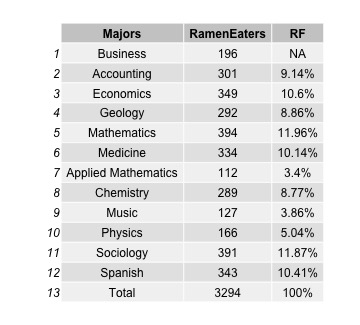 Majors RamenEaters RF
1 Business 196 NA
2 Accounting 301 9.14%
3 Economics 349 10.6%
4 Geology 292 8.86%
5 Mathematics 394 11.96%
6 Medicine 334 10.14%
7 Applied Mathematics 112 3.4%
8 Chemistry 289 8.77%
9 Music 127 3.86%
10 Physics 166 5.04%
11 Sociology 391 11.87%
12 Spanish 343 10.41%
13 Total 3294 100%